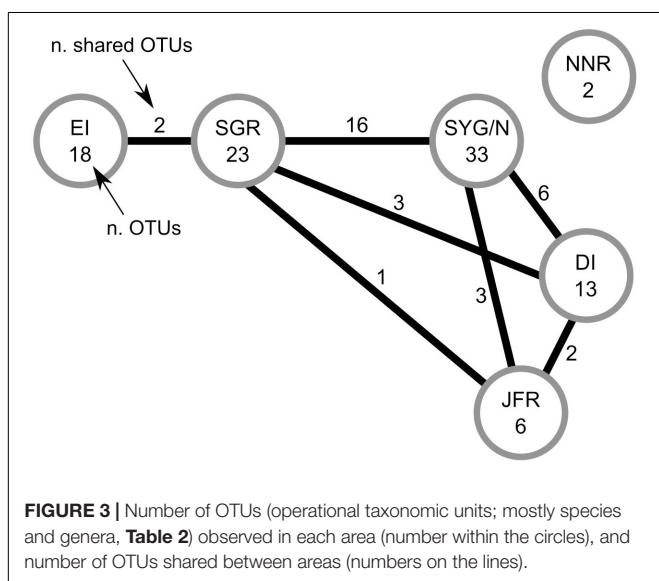 n. shared OTUs
NNR
2
EI
18
2
SGR
23
16
SYG/N
33
n. OTUs
3
6
DI
13
1
3
2
JFR
6
FIGURE 3 | Number of OTUs (operational taxonomic units; mostly species
and genera, Table 2) observed in each area (number within the circles), and
number of OTUs shared between areas (numbers on the lines).